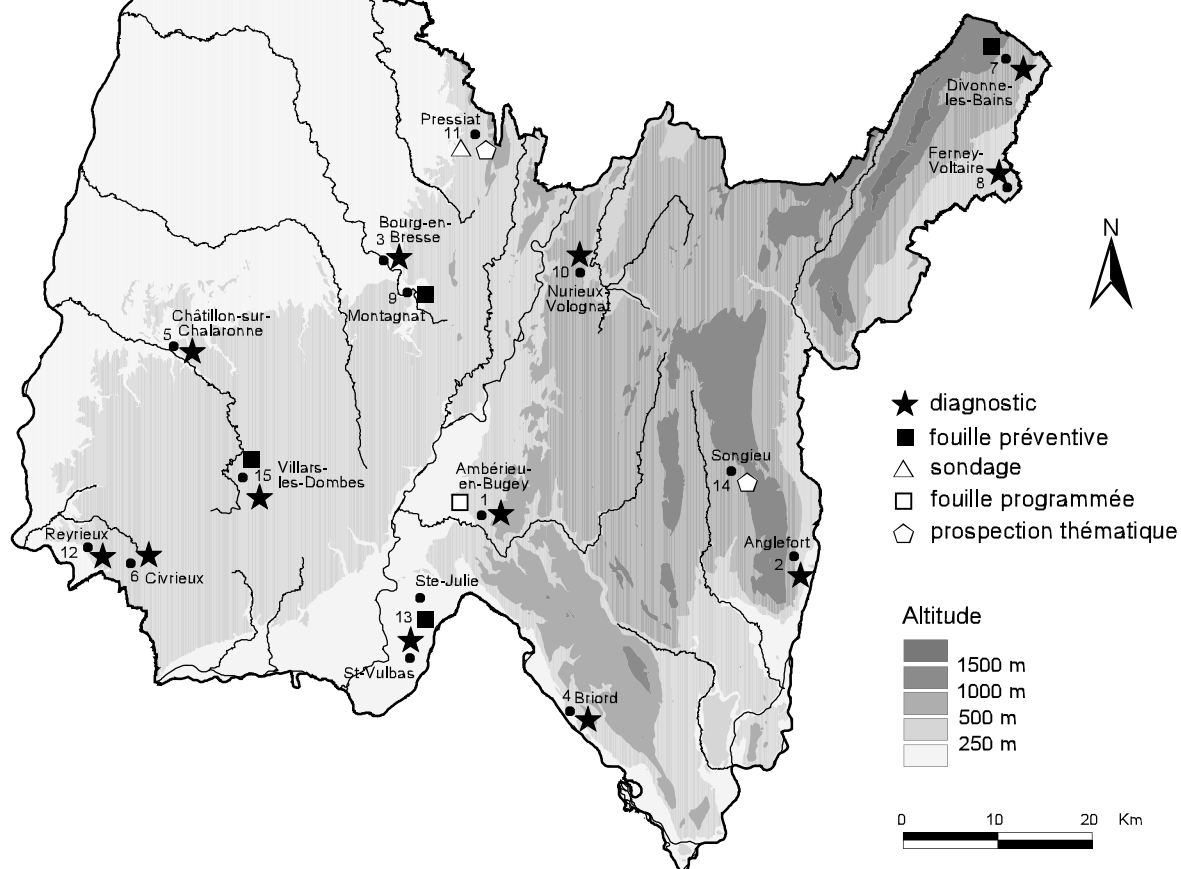 7
Divonne-
les-Bains
Pressiat
11
Ferney-
Voltaire
8
Bourg-en-
Bresse
3
N
10
Nurieux-
Volognat
9
Montagnat
Châtillon-sur-
Chalaronne
5
diagnostic
fouille préventive
sondage
fouille programmée
prospection thématique
Songieu
14
Villars-
les-Dombes
15
Ambérieu-
en-Bugey
1
Reyrieux
12
6 Civrieux
Anglefort
2
Ste-Julie
13
St-Vulbas
4 Briord
Altitude
1500 m
1000 m
500 m
250 m
0 10 20 Km